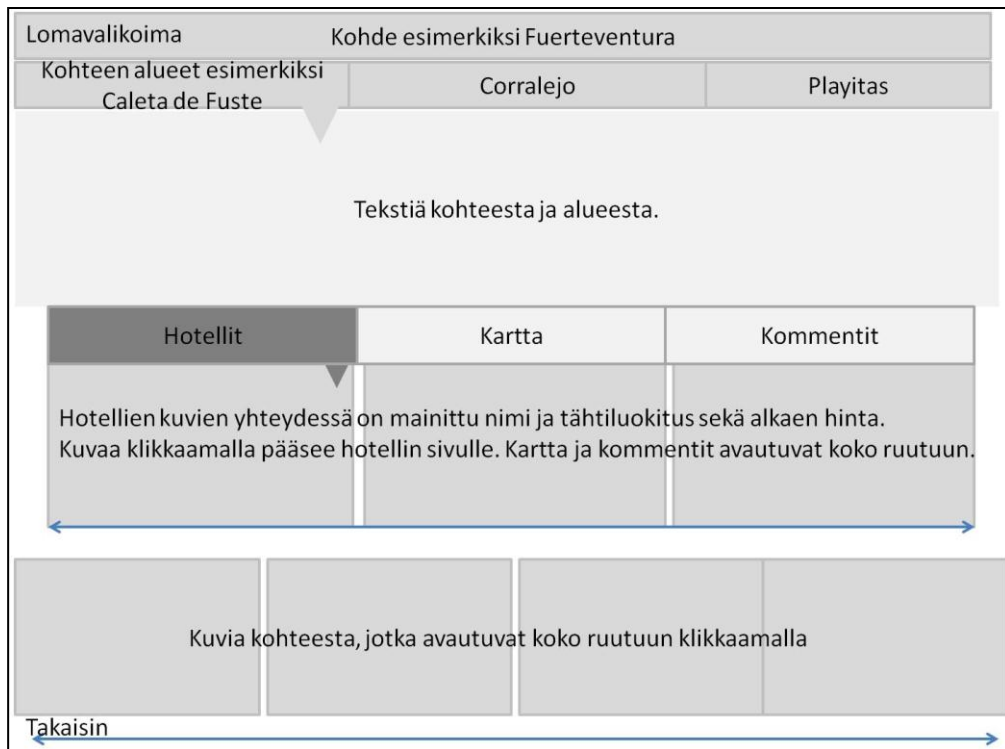 Lomavalikoima
Kohde esimerkiksi Fuerteventura
Kohteen alueet esimerkiksi
Caleta de Fuste
Corralejo
Playitas
Tekstiä kohteesta ja alueesta.
Hotellit
Kartta
Kommentit
Hotellien kuvien yhteydessä on mainittu nimi ja tähtiluokitus sekä alkaen hinta.
Kuvaa klikkaamalla pääsee hotellin sivulle. Kartta ja kommentit avautuvat koko ruutuun.
Kuvia kohteesta, jotka avautuvat koko ruutuun klikkaamalla
Takaisin